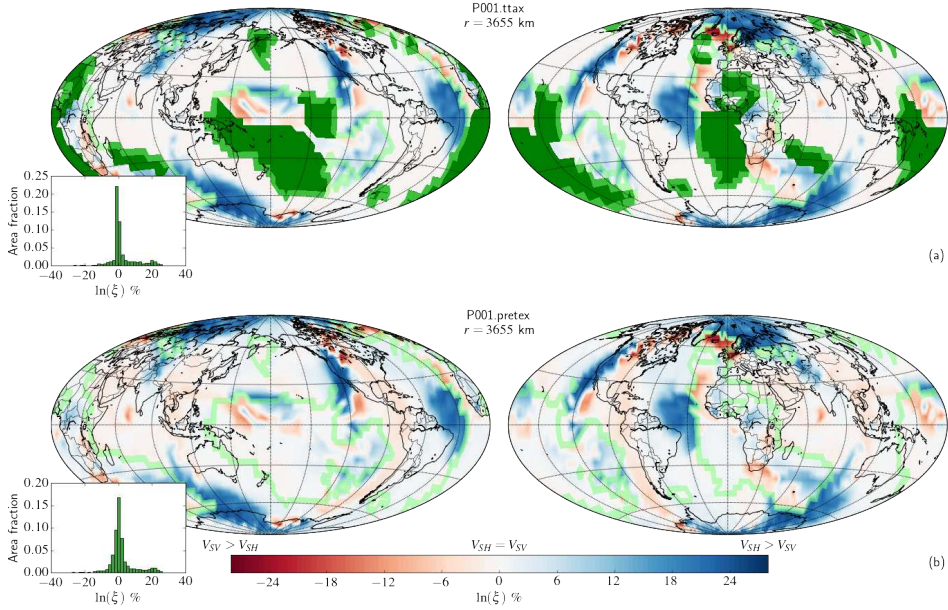 P001.ttax
r = 3655 km
0.25
0.20
0.15
0.10
0.05
0.00
Area fraction
−40 −20 0 20 40
ln(ξ) %
(a)
P001.pretex
r = 3655 km
0.20
0.15
0.10
0.05
0.00
Area fraction
−40 −20 0 20 40
ln(ξ) %
V_SV > V_SH V_SH = V_SV V_SH > V_SV
−24 −18 −12 −6 0 6 12 18 24
ln(ξ) %
(b)